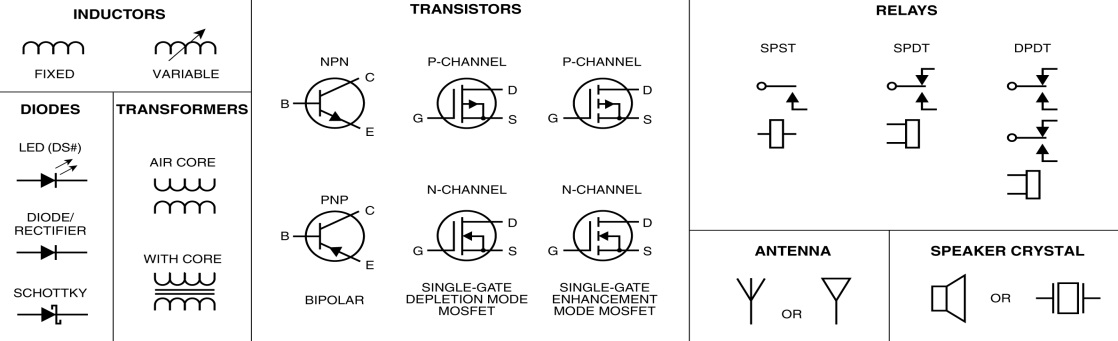 INDUCTORS
FIXED
VARIABLE
DIODES
LED (DS#)
DIODE/
RECTIFIER
SCHOTTKY
TRANSFORMERS
AIR CORE
WITH CORE
TRANSISTORS
NPN
B
C
E
P-CHANNEL
G
D
S
P-CHANNEL
G
D
S
PNP
B
C
E
N-CHANNEL
G
D
S
N-CHANNEL
G
D
S
BIPOLAR
SINGLE-GATE
DEPLETION MODE
MOSFET
SINGLE-GATE
ENHANCEMENT
MODE MOSFET
RELAYS
SPST
SPDT
DPDT
ANTENNA
OR
SPEAKER CRYSTAL
OR